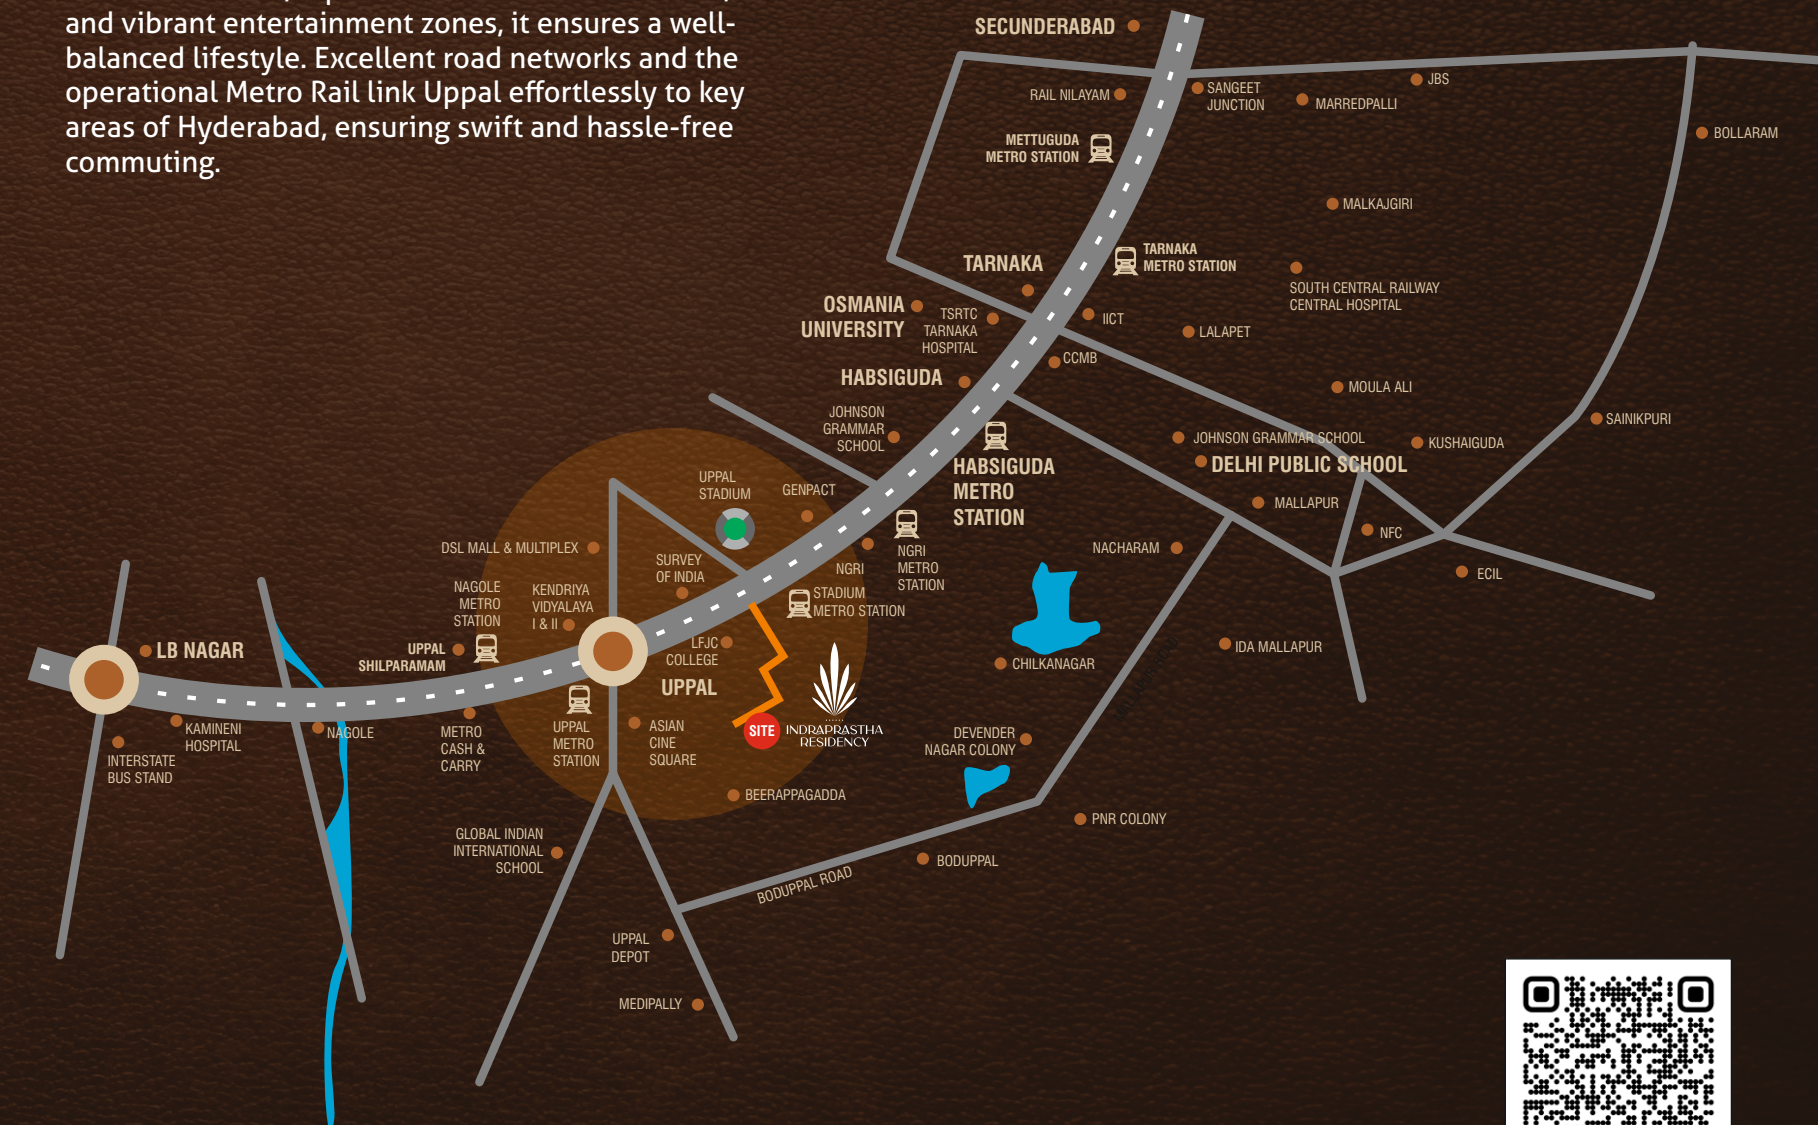 and vibrant entertainment zones, it ensures a well-
balanced lifestyle. Excellent road networks and the
operational Metro Rail link Uppal effortlessly to key
areas of Hyderabad, ensuring swift and hassle-free
commuting.
SECUNDERABAD
RAIL NILAYAM
SANGEET
JUNCTION
MARREDPALLI
JBS
BOLLARAM
METTUGUDA
METRO STATION
MALKAJGIRI
TARNAKA
TARNAKA
METRO STATION
SOUTH CENTRAL RAILWAY
CENTRAL HOSPITAL
OSMANIA
UNIVERSITY
TSRTC
TARNAKA
HOSPITAL
IICT
LALAPET
CCMB
HABSIGUDA
MOULA ALI
JOHNSON
GRAMMAR
SCHOOL
SAINIKPURI
JOHNSON GRAMMAR SCHOOL
KUSHAIGUDA
DELHI PUBLIC SCHOOL
HABSIGUDA
METRO
STATION
UPPAL
STADIUM
GENPACT
MALLAPUR
NFC
DSL MALL & MULTIPLEX
SURVEY
OF INDIA
NGRI
NGRI
METRO
STATION
NACHARAM
ECIL
NAGOLE
METRO
STATION
KENDRIYA
VIDYALAYA
I & II
STADIUM
METRO STATION
LB NAGAR
UPPAL
SHILPARAMAM
LFJC
COLLEGE
CHILKANAGAR
IDA MALLAPUR
UPPAL
KAMINENI
HOSPITAL
NAGOLE
METRO
CASH &
CARRY
UPPAL
METRO
STATION
ASIAN
CINE
SQUARE
SITE
INDRAPRASTHA
RESIDENCY
DEVENDER
NAGAR COLONY
INTERSTATE
BUS STAND
BEERAPPAGADDA
PNR COLONY
GLOBAL INDIAN
INTERNATIONAL
SCHOOL
BODUPPAL
BODUPPAL ROAD
UPPAL
DEPOT
MEDIPALLY